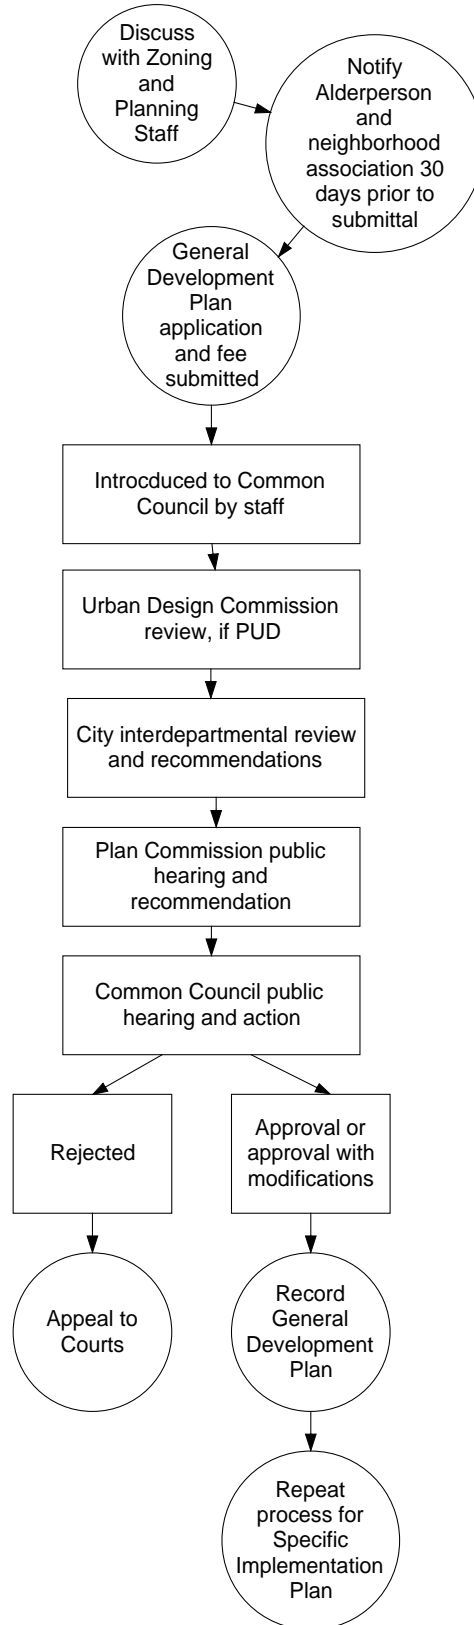 Discuss
with Zoning
and
Planning
Staff
Notify
Alderperson
and
neighborhood
association 30
days prior to
submittal
General
Development
Plan
application
and fee
submitted
Introcduced to Common
Council by staff
Urban Design Commission
review, if PUD
City interdepartmental review
and recommendations
Plan Commission public
hearing and
recommendation
Common Council public
hearing and action
Rejected
Approval or
approval with
modifications
Appeal to
Courts
Record
General
Development
Plan
Repeat
process for
Specific
Implementation
Plan